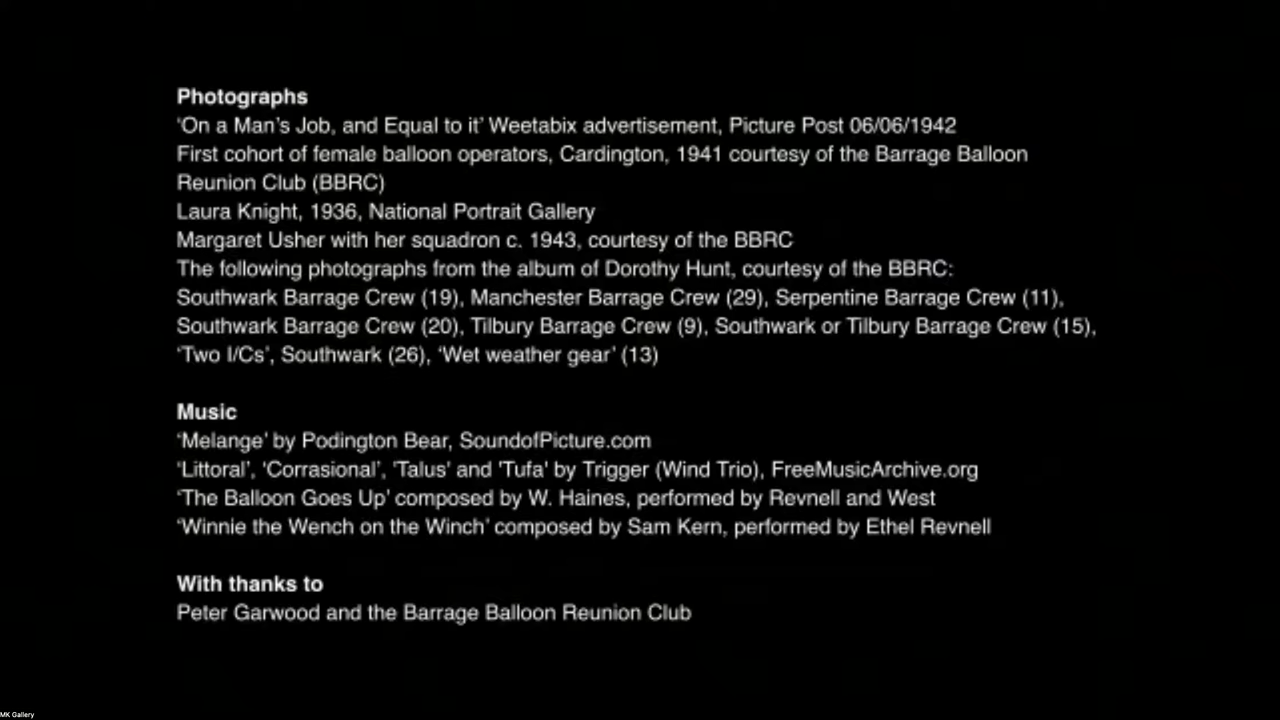 Photographs
‘On a Man’s Job, and Equal to it’ Weetabix advertisement, Picture Post 06/06/1942
First cohort of female balloon operators, Cardington, 1941 courtesy of the Barrage Balloon
Reunion Club (BBRC)
Laura Knight, 1936, National Portrait Gallery
Margaret Usher with her squadron c. 1943, courtesy of the BBRC
The following photographs from the album of Dorothy Hunt, courtesy of the BBRC:
Southwark Barrage Crew (19), Manchester Barrage Crew (29), Serpentine Barrage Crew (11),
Southwark Barrage Crew (20), Tilbury Barrage Crew (9), Southwark or Tilbury Barrage Crew (15),
‘Two I/Cs’, Southwark (26), ‘Wet weather gear’ (13)
Music
‘Melange’ by Podington Bear, SoundofPicture.com
‘Littoral’, ‘Corrasional’, 'Talus' and 'Tufa' by Trigger (Wind Trio), FreeMusicArchive.org
‘The Balloon Goes Up’ composed by W. Haines, performed by Revnell and West
‘Winnie the Wench on the Winch’ composed by Sam Kern, performed by Ethel Revnell
With thanks to
Peter Garwood and the Barrage Balloon Reunion Club
MK Gallery